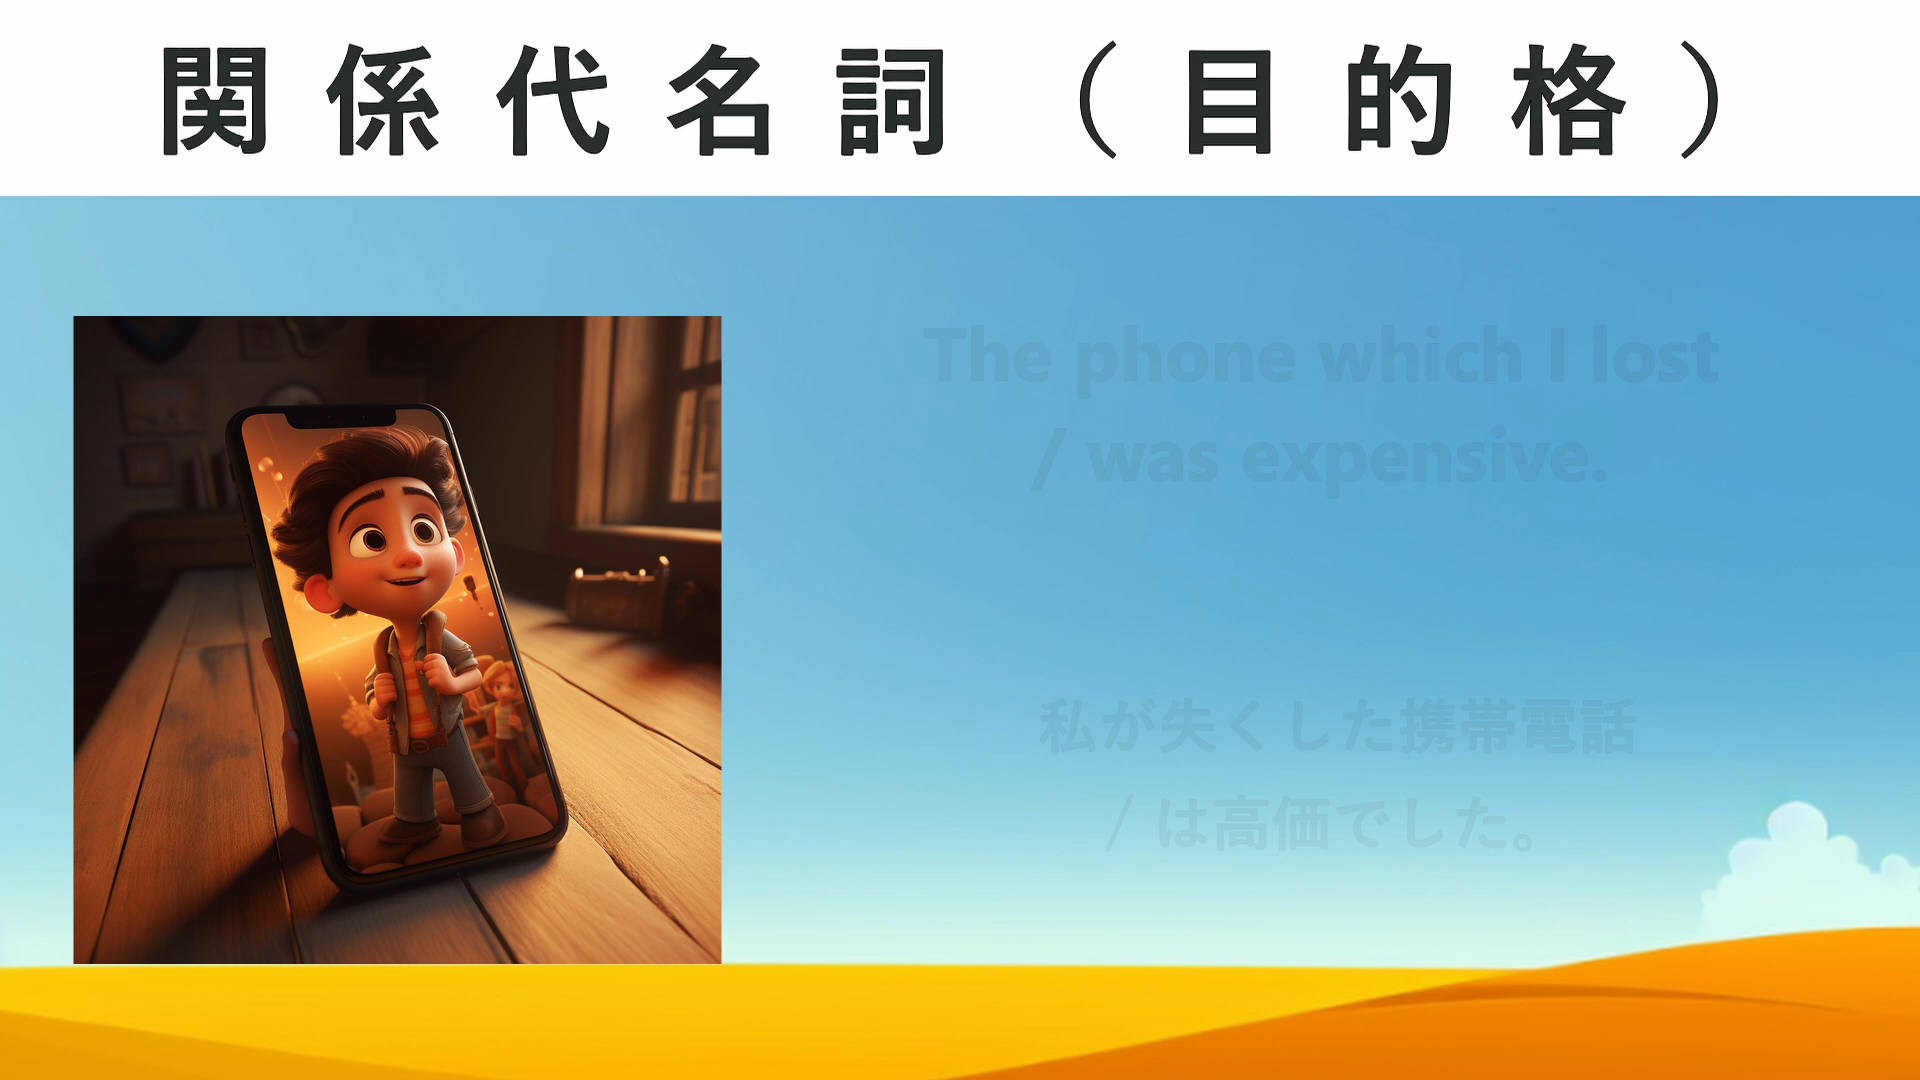 関係代名詞（目的格）
The phone which I lost
/ was expensive.
私が失くした携帯電話
/ は高価でした。